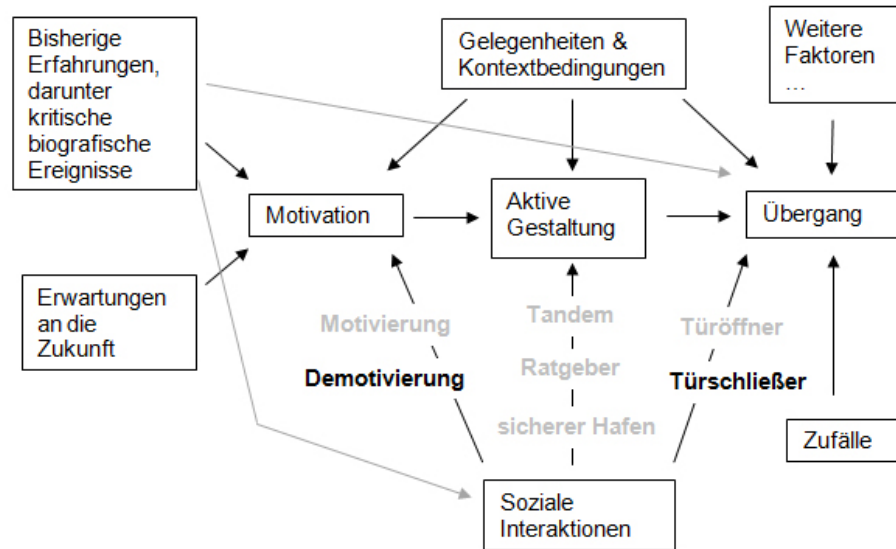 Bisherige
Erfahrungen,
darunter
kritische
biografische
Ereignisse
Gelegenheiten &
Kontextbedingungen
Weitere
Faktoren
...
Motivation
Aktive
Gestaltung
Übergang
Erwartungen
an die
Zukunft
Motivierung
Demotivierung
Tandem
Ratgeber
sicherer Hafen
Türöffner
Türschließer
Zufälle
Soziale
Interaktionen